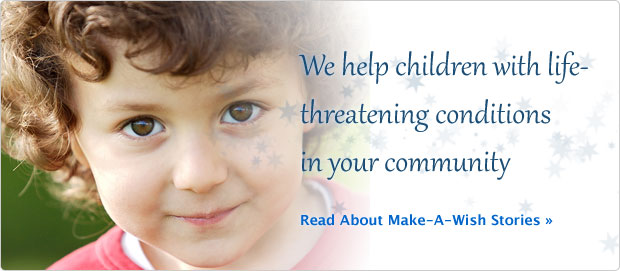 We help children with life-
threatening conditions
in your community
Read About Make-A-Wish Stories »